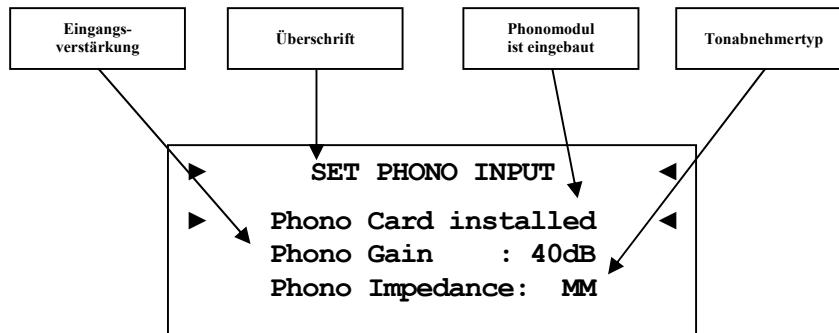 Eingangs-
verstärkung
Überschrift
Phonomodul
ist eingebaut
Tonabnehmertyp
► SET PHONO INPUT ◄
► Phono Card installed ◄
Phono Gain : 40dB
Phono Impedance: MM